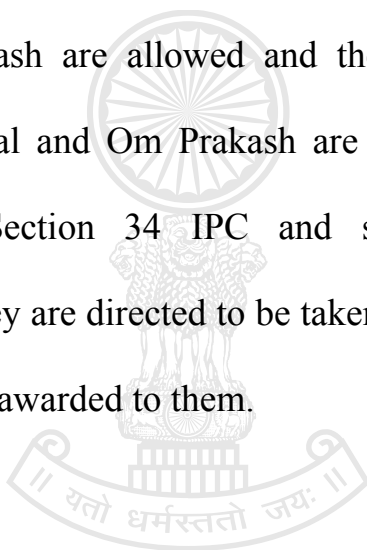 ash are allowed and the
al and Om Prakash are
Section 34 IPC and s
ey are directed to be taken
awarded to them.
॥ यतो धर्मस्ततो जयः ॥